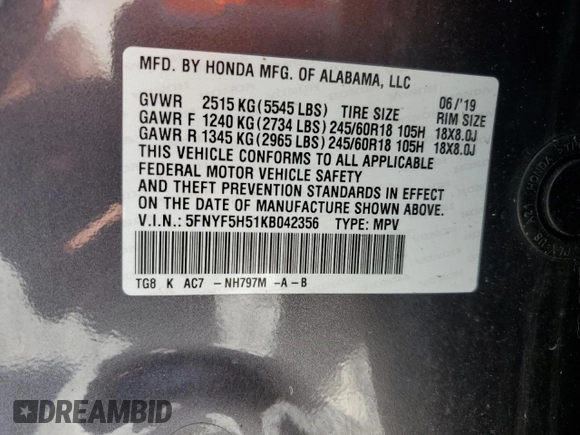 MFD. BY HONDA MFG. OF ALABAMA, LLC
GVWR 2515 KG (5545 LBS) TIRE SIZE 06/'19 RIM SIZE
GAWR F 1240 KG (2734 LBS) 245/60R18 105H 18X8.0J
GAWR R 1345 KG (2965 LBS) 245/60R18 105H 18X8.0J
THIS VEHICLE CONFORMS TO ALL APPLICABLE
FEDERAL MOTOR VEHICLE SAFETY
AND THEFT PREVENTION STANDARDS IN EFFECT
ON THE DATE OF MANUFACTURE SHOWN ABOVE.
V.I.N.: 5FNYF5H51KB042356 TYPE: MPV
TG8 K AC7 -NH797M -A-B
DREAMBID